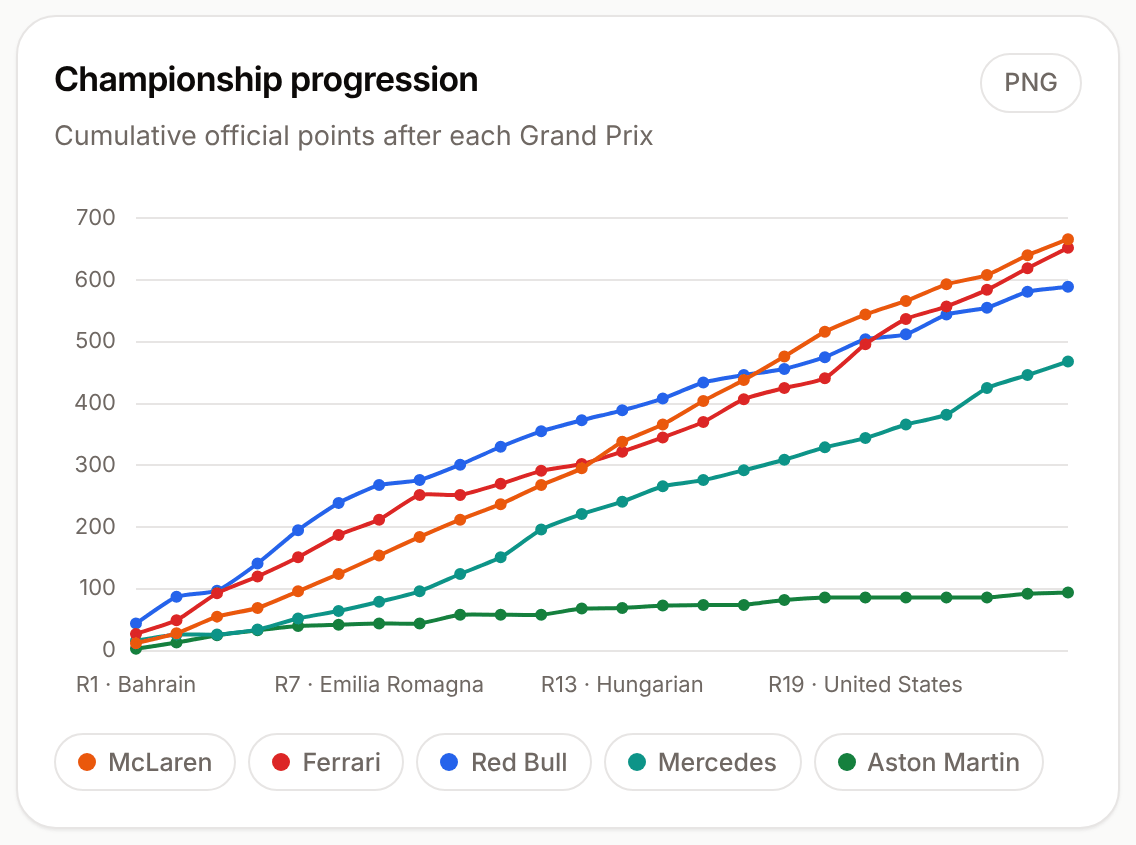 Championship progression
PNG
Cumulative official points after each Grand Prix
700
600
500
400
300
200
100
0
R1 · Bahrain R7 · Emilia Romagna R13 · Hungarian R19 · United States
McLaren Ferrari Red Bull Mercedes Aston Martin